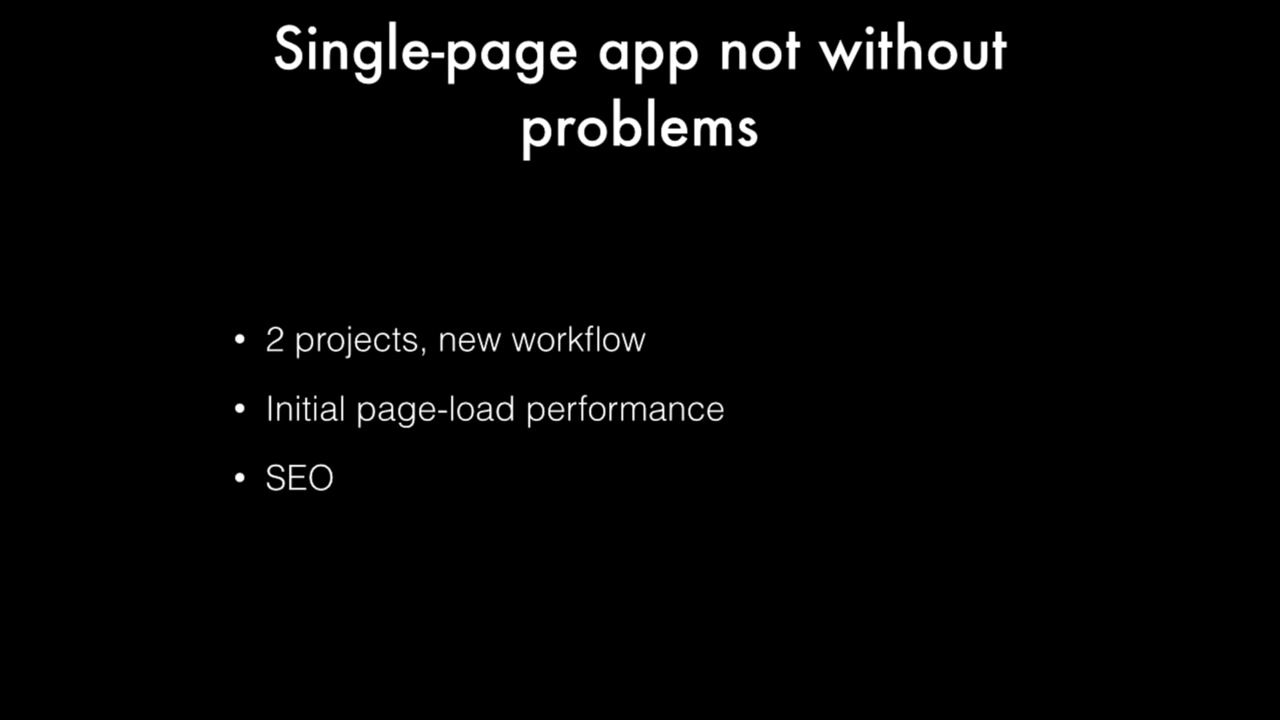 Single-page app not without
problems
• 2 projects, new workflow
• Initial page-load performance
• SEO